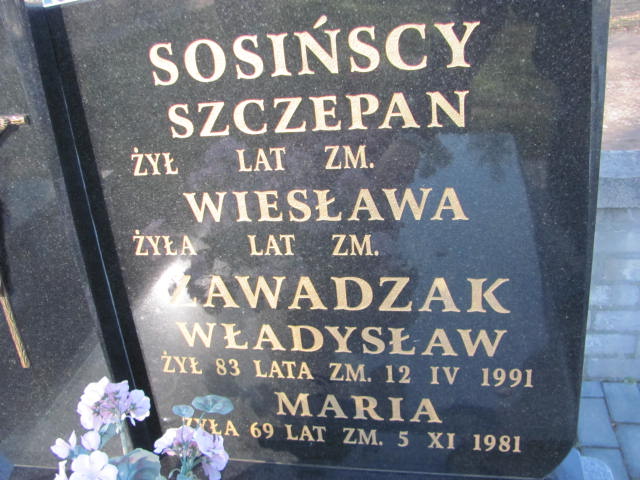 SOSIŃSCY
SZCZEPAN
ŻYŁ LAT ZM.
WIESŁAWA
ŻYŁA LAT ZM.
ZAWADZAK
WŁADYSŁAW
ŻYŁ 83 LATA ZM. 12 IV 1991
MARIA
ŻYŁA 69 LAT ZM. 5 XI 1981